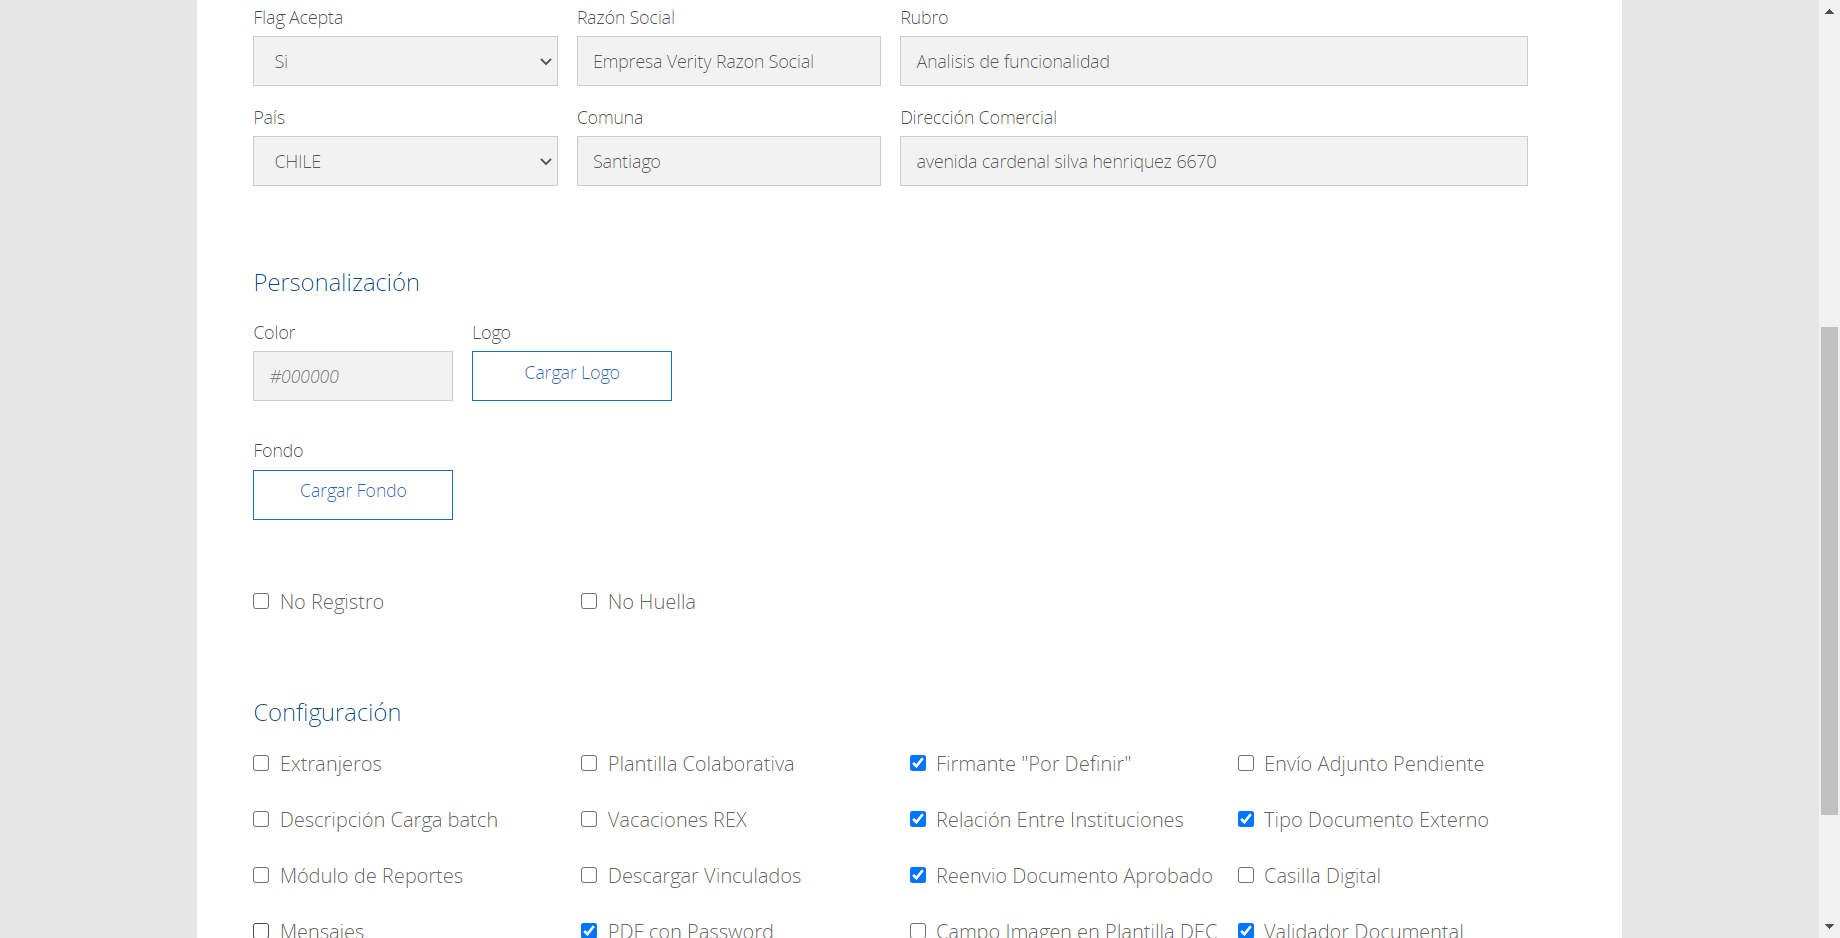 Flag Acepta Razón Social Rubro
Si Empresa Verity Razon Social Analisis de funcionalidad
País Comuna Dirección Comercial
CHILE Santiago avenida cardenal silva henriquez 6670
Personalización
Color Logo
#000000 Cargar Logo
Fondo
Cargar Fondo
No Registro No Huella
Configuración
Extranjeros Plantilla Colaborativa Firmante "Por Definir" Envío Adjunto Pendiente
Descripción Carga batch Vacaciones REX Relación Entre Instituciones Tipo Documento Externo
Módulo de Reportes Descargar Vinculados Reenvio Documento Aprobado Casilla Digital
Mensajes PDF con Password Campo Imagen en Plantilla DEC Validador Documental